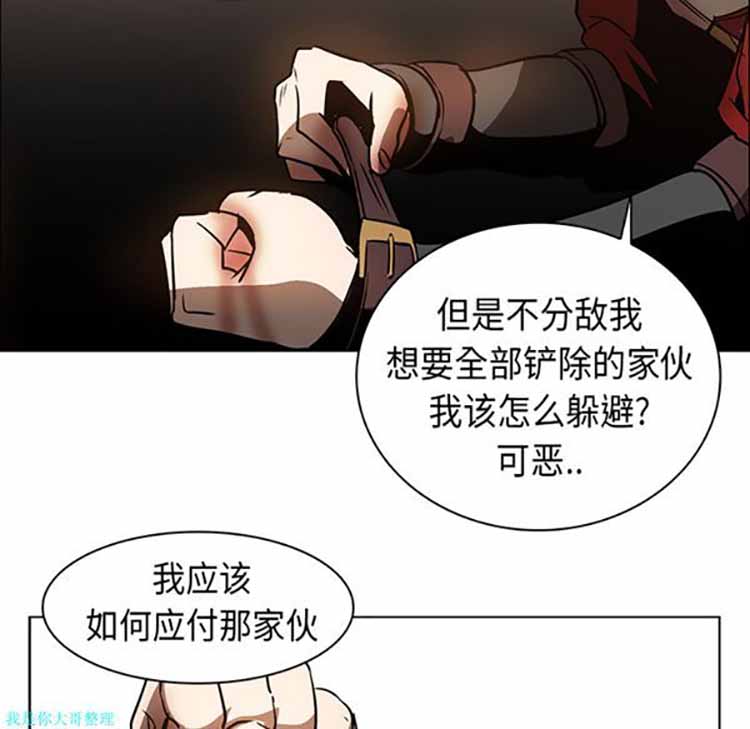 但是不分敌我
想要全部铲除的家伙
我该怎么躲避?
可恶..
我应该
如何应付那家伙
我是你大哥整理